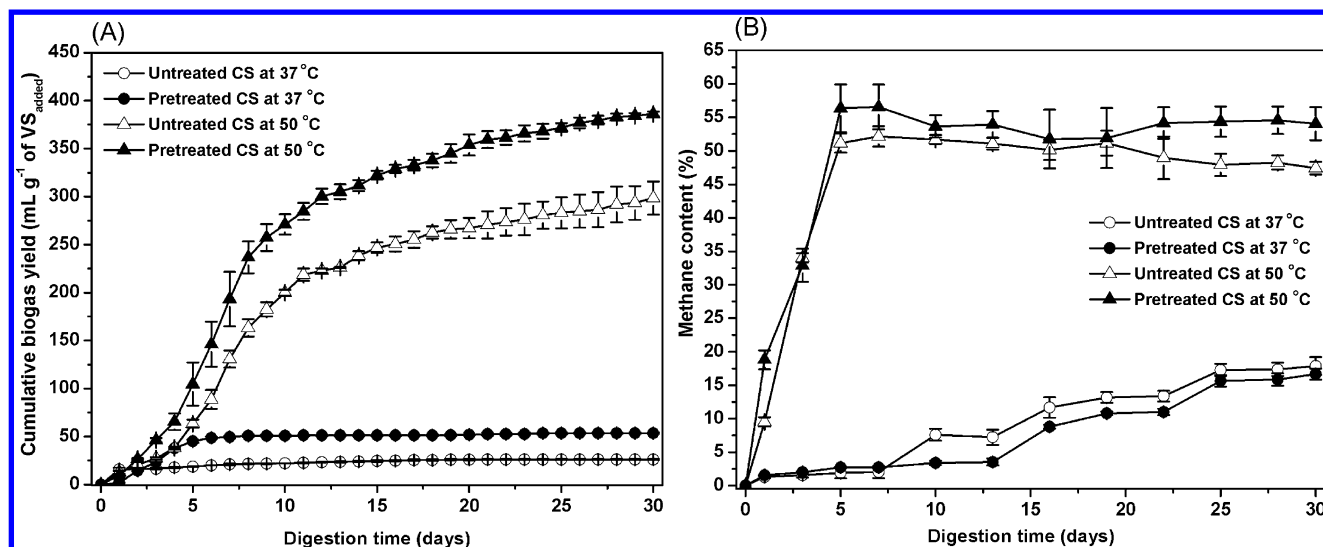 (A)
450
400
350
300
250
200
150
100
50
0
Cumulative biogas yield (mL g⁻¹ of VS_added)
Untreated CS at 37 °C
Pretreated CS at 37 °C
Untreated CS at 50 °C
Pretreated CS at 50 °C
0 5 10 15 20 25 30
Digestion time (days)
(B)
65
60
55
50
45
40
35
30
25
20
15
10
5
0
Methane content (%)
Untreated CS at 37 °C
Pretreated CS at 37 °C
Untreated CS at 50 °C
Pretreated CS at 50 °C
0 5 10 15 20 25 30
Digestion time (days)